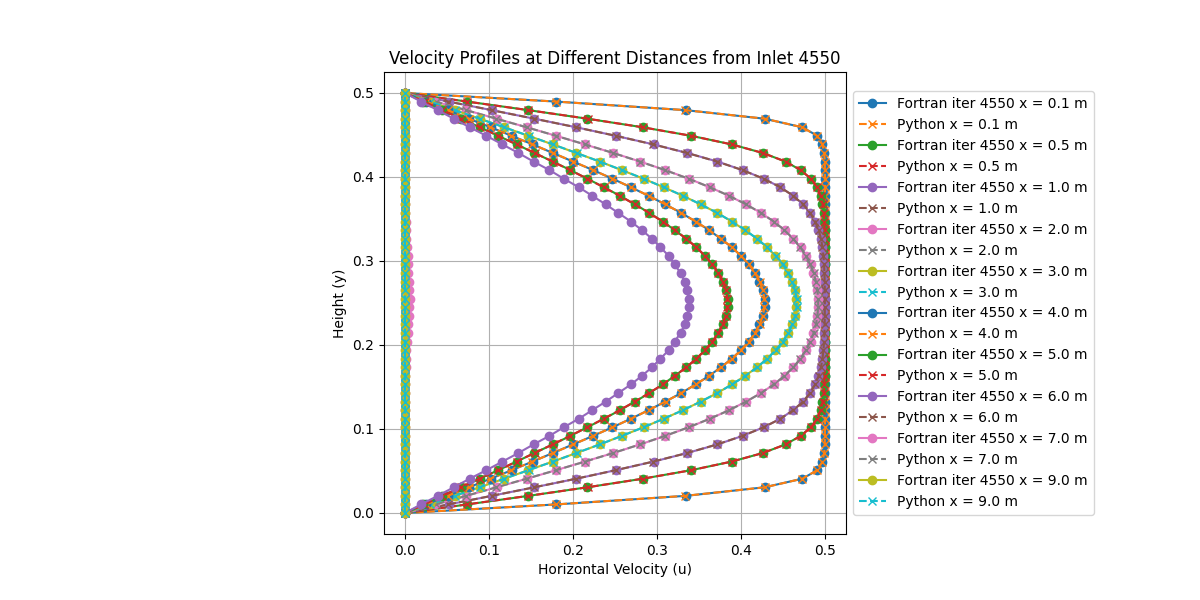 Velocity Profiles at Different Distances from Inlet 4550
0.5
0.4
0.3
0.2
0.1
0.0
Height (y)
0.0 0.1 0.2 0.3 0.4 0.5
Horizontal Velocity (u)
Fortran iter 4550 x = 0.1 m
Python x = 0.1 m
Fortran iter 4550 x = 0.5 m
Python x = 0.5 m
Fortran iter 4550 x = 1.0 m
Python x = 1.0 m
Fortran iter 4550 x = 2.0 m
Python x = 2.0 m
Fortran iter 4550 x = 3.0 m
Python x = 3.0 m
Fortran iter 4550 x = 4.0 m
Python x = 4.0 m
Fortran iter 4550 x = 5.0 m
Python x = 5.0 m
Fortran iter 4550 x = 6.0 m
Python x = 6.0 m
Fortran iter 4550 x = 7.0 m
Python x = 7.0 m
Fortran iter 4550 x = 9.0 m
Python x = 9.0 m